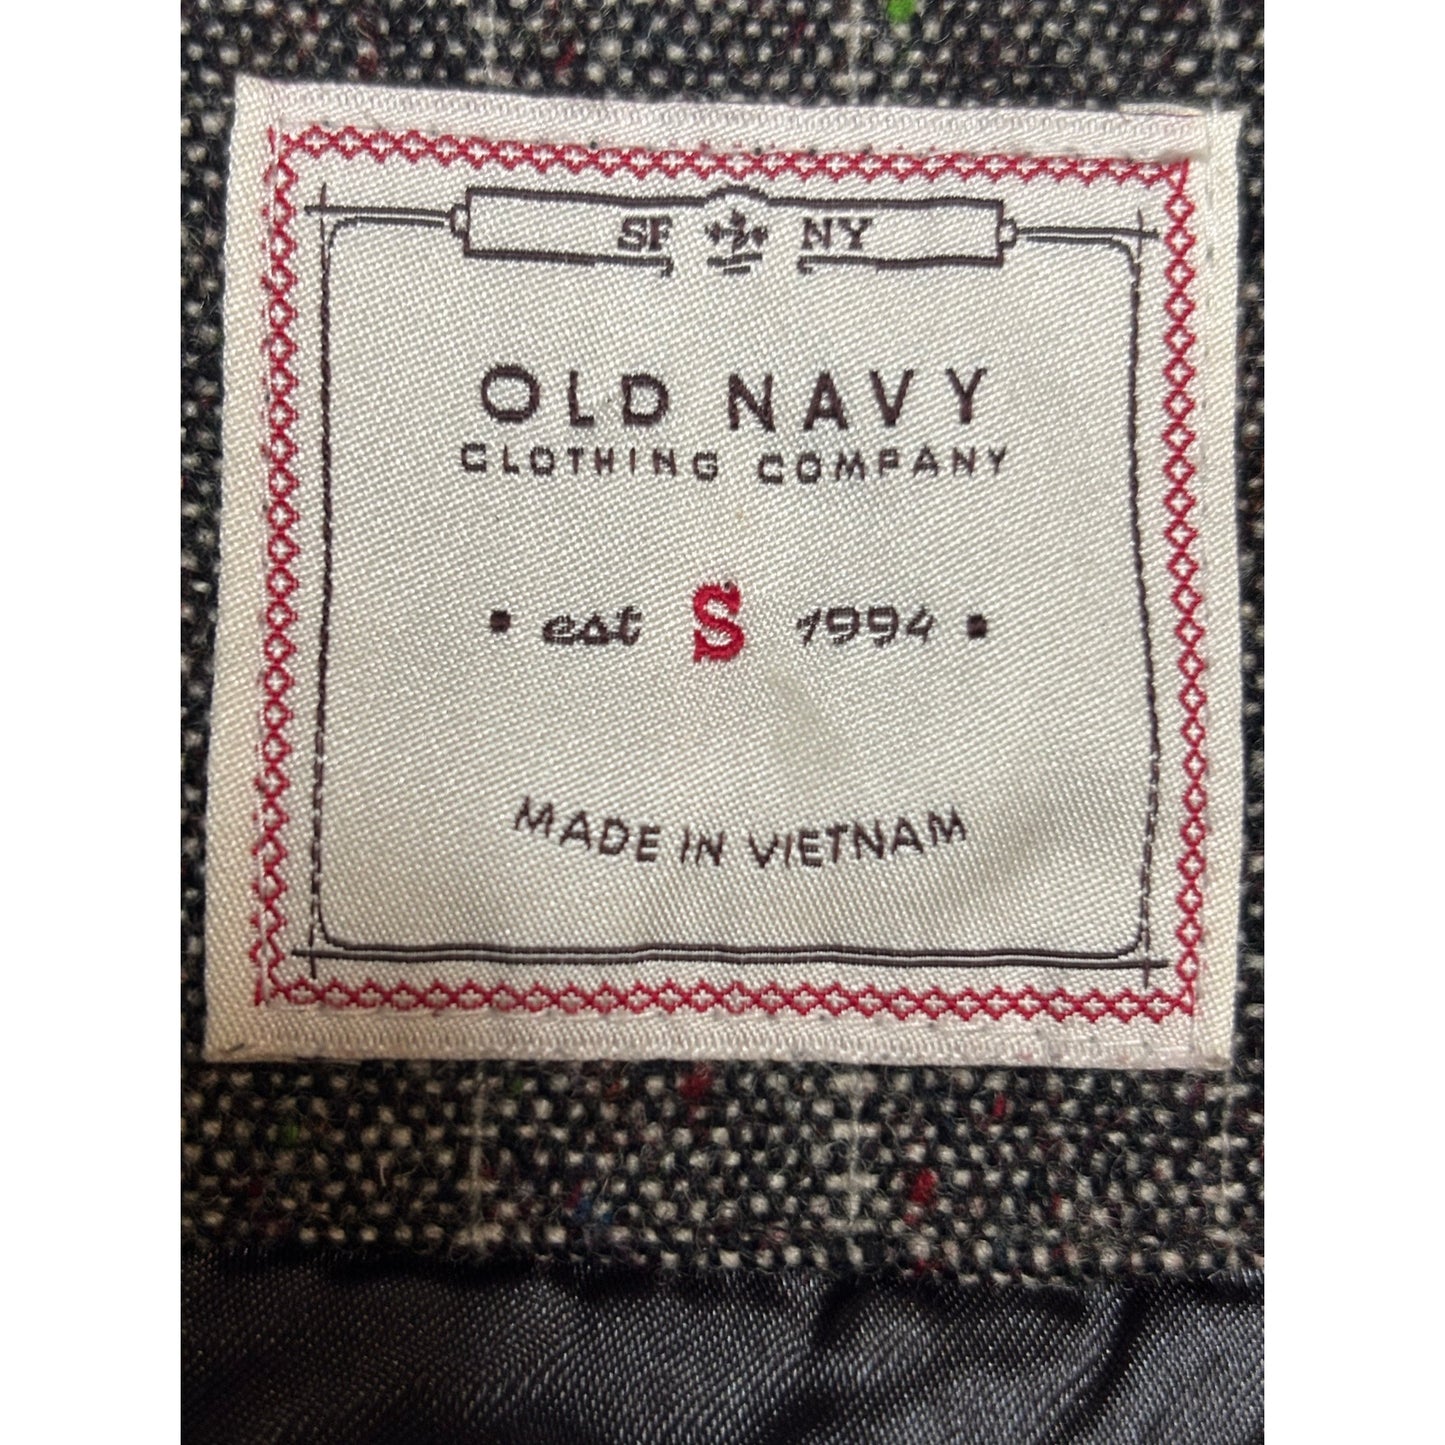 SF NY
OLD NAVY
CLOTHING COMPANY
• est S 1994 •
MADE IN VIETNAM